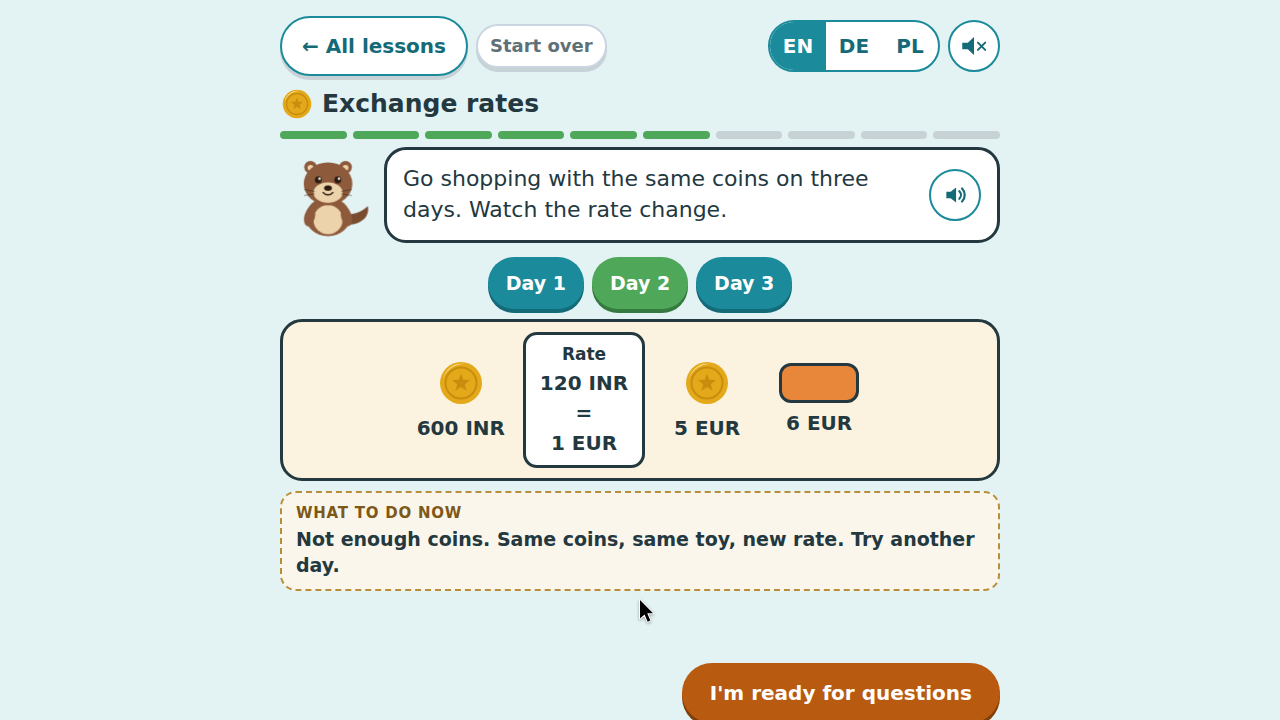 ← All lessons
Start over
EN
DE
PL
Exchange rates
Go shopping with the same coins on three
days. Watch the rate change.
Day 1
Day 2
Day 3
600 INR
Rate
120 INR
=
1 EUR
5 EUR
6 EUR
WHAT TO DO NOW
Not enough coins. Same coins, same toy, new rate. Try another
day.
I'm ready for questions